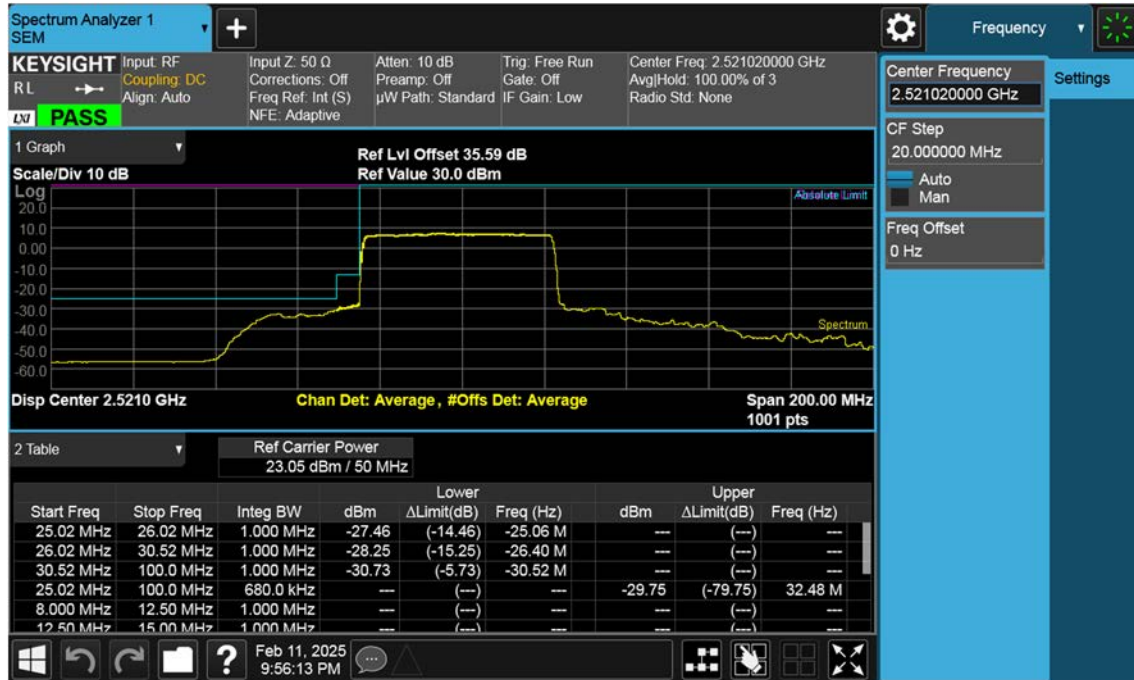 Spectrum Analyzer 1
SEM
Frequency
KEYSIGHT
R L
LXI PASS
Input: RF
Coupling: DC
Align: Auto
Input Z: 50 Ω
Corrections: Off
Freq Ref: Int (S)
NFE: Adaptive
Atten: 10 dB
Preamp: Off
µW Path: Standard
Trig: Free Run
Gate: Off
IF Gain: Low
Center Freq: 2.521020000 GHz
Avg|Hold: 100.00% of 3
Radio Std: None
Center Frequency
2.521020000 GHz
Settings
CF Step
20.000000 MHz
Auto
Man
Freq Offset
0 Hz
1 Graph
Ref Lvl Offset 35.59 dB
Scale/Div 10 dB
Ref Value 30.0 dBm
Log
Absolute Limit
20.0
10.0
0.00
-10.0
-20.0
-30.0
-40.0
-50.0
-60.0
Spectrum
Disp Center 2.5210 GHz
Chan Det: Average, #Offs Det: Average
Span 200.00 MHz
1001 pts
2 Table
Ref Carrier Power
23.05 dBm / 50 MHz
Lower Upper
Start Freq Stop Freq Integ BW dBm ΔLimit(dB) Freq (Hz) dBm ΔLimit(dB) Freq (Hz)
25.02 MHz 26.02 MHz 1.000 MHz -27.46 (-14.46) -25.06 M --- (---) ---
26.02 MHz 30.52 MHz 1.000 MHz -28.25 (-15.25) -26.40 M --- (---) ---
30.52 MHz 100.0 MHz 1.000 MHz -30.73 (-5.73) -30.52 M --- (---) ---
25.02 MHz 100.0 MHz 680.0 kHz --- (---) --- -29.75 (-79.75) 32.48 M
8.000 MHz 12.50 MHz 1.000 MHz --- (---) --- --- (---) ---
12.50 MHz 15.00 MHz 1.000 MHz --- (---) --- --- (---) ---
?
Feb 11, 2025
9:56:13 PM